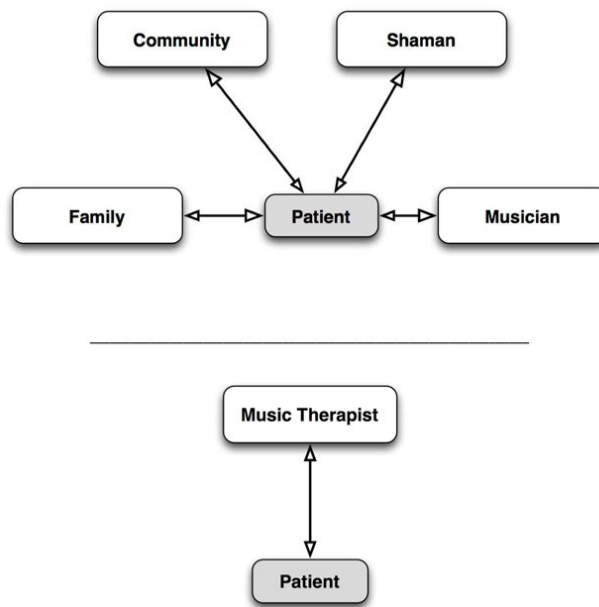 Community
Shaman
Family
Patient
Musician
Music Therapist
Patient